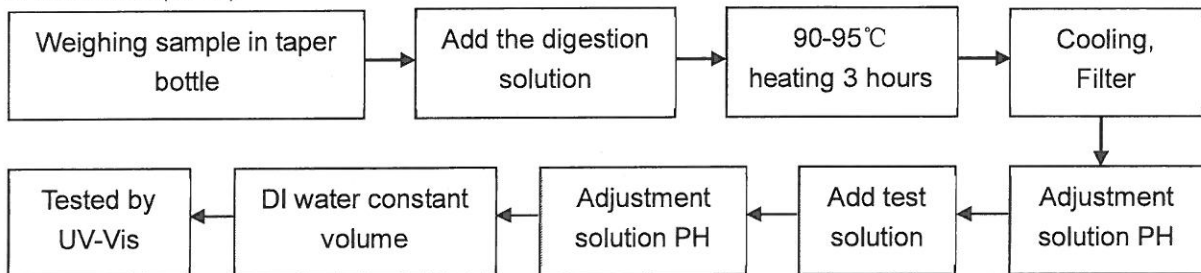 Weighing sample in taper
bottle
Add the digestion
solution
90-95℃
heating 3 hours
Cooling,
Filter
Adjustment
solution PH
Add test
solution
Adjustment
solution PH
DI water constant
volume
Tested by
UV-Vis